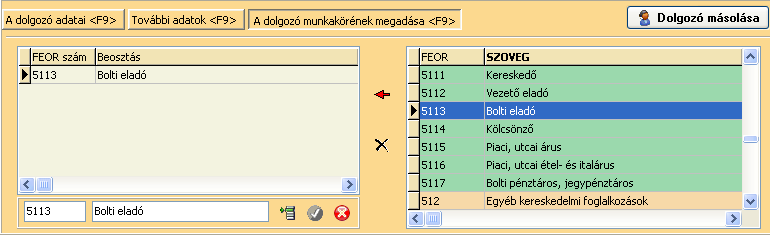 A dolgozó adatai <F9> További adatok <F9> A dolgozó munkakörének megadása <F9> Dolgozó másolása
FEOR szám Beosztás
5113 Bolti eladó
5113 Bolti eladó
FEOR SZOVEG
5111 Kereskedő
5112 Vezető eladó
5113 Bolti eladó
5114 Kölcsönző
5115 Piaci, utcai árus
5116 Piaci, utcai étel- és italárus
5117 Bolti pénztáros, jegypénztáros
512 Egyéb kereskedelmi foglalkozások